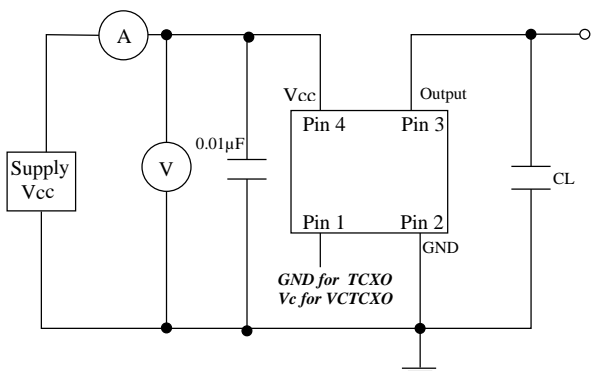 A
Vcc
Output
Pin 4
Pin 3
0.01µF
Supply
Vcc
V
CL
Pin 1
Pin 2
GND
GND for TCXO
Vc for VCTCXO